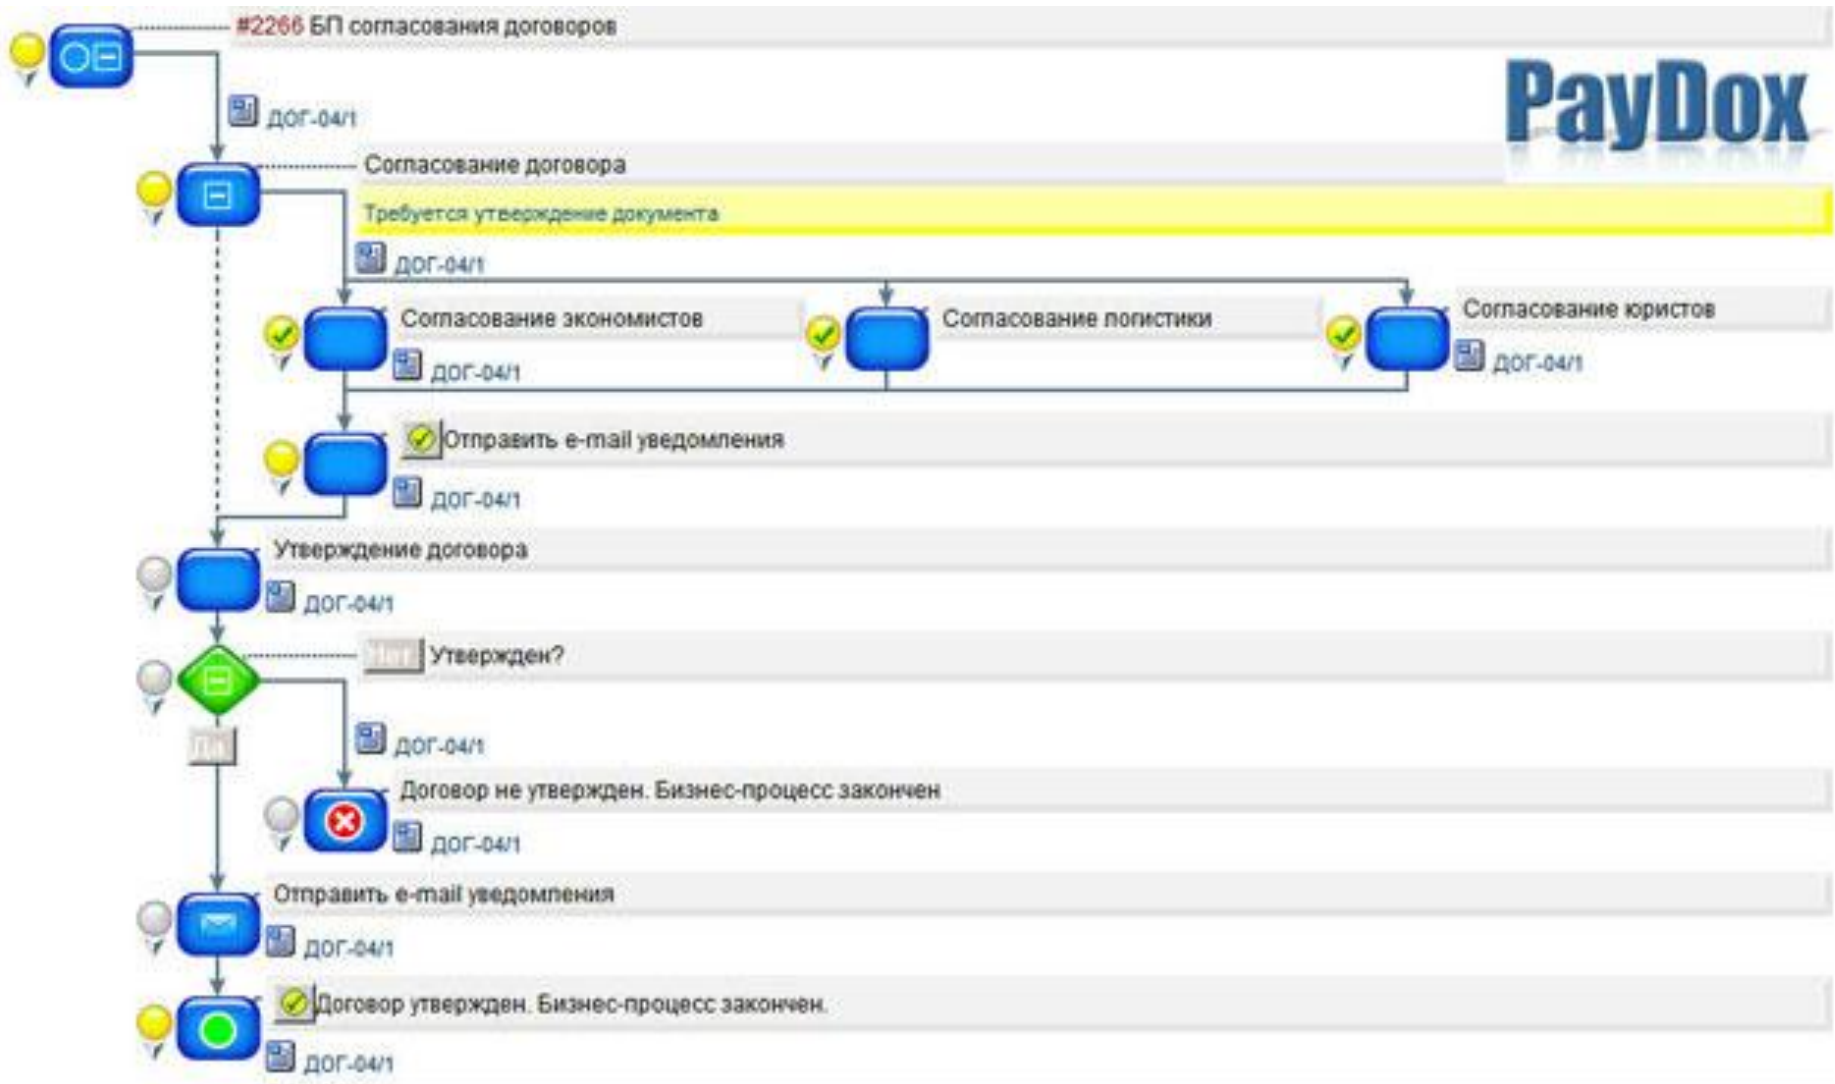 #2266 БП согласования договоров
PayDox
ДОГ-04/1
Согласование договора
Требуется утверждение документа
ДОГ-04/1
Согласование экономистов
Согласование логистики
Согласование юристов
ДОГ-04/1
ДОГ-04/1
Отправить e-mail уведомления
ДОГ-04/1
Утверждение договора
ДОГ-04/1
Нет Утвержден?
Да
ДОГ-04/1
Договор не утвержден. Бизнес-процесс закончен
ДОГ-04/1
Отправить e-mail уведомления
ДОГ-04/1
Договор утвержден. Бизнес-процесс закончен.
ДОГ-04/1